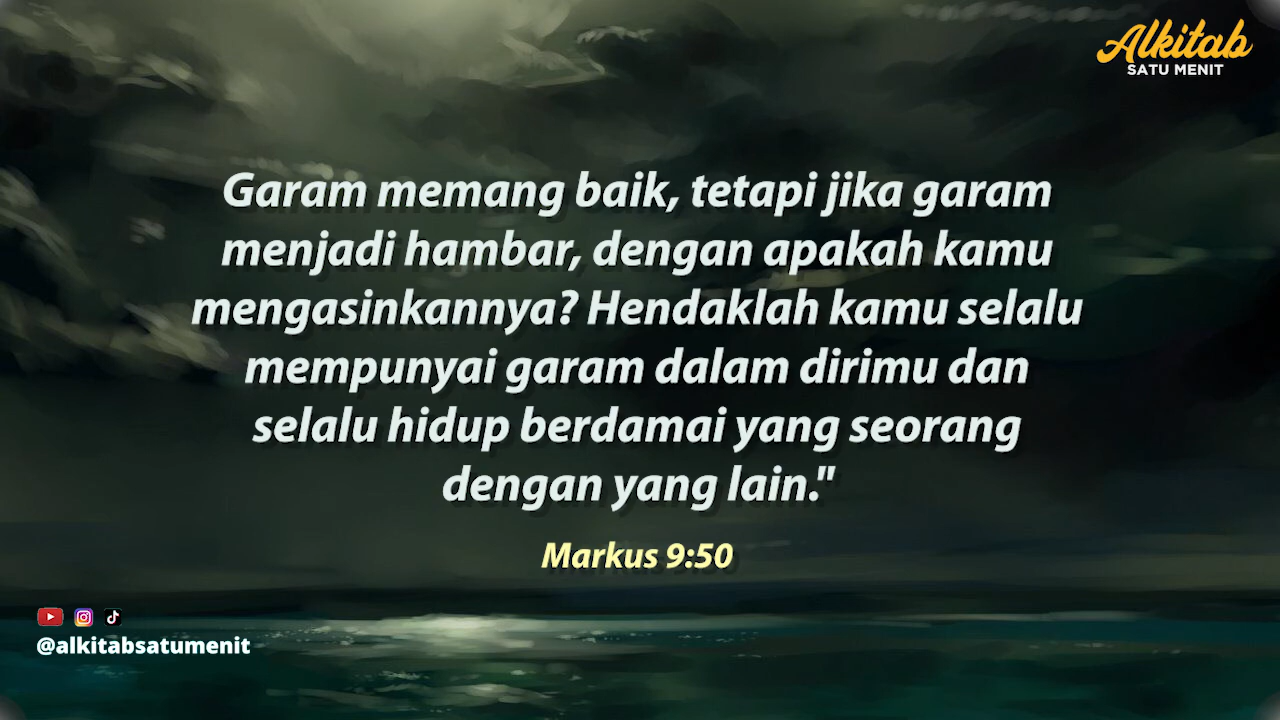 Alkitab
SATU MENIT
Garam memang baik, tetapi jika garam
menjadi hambar, dengan apakah kamu
mengasinkannya? Hendaklah kamu selalu
mempunyai garam dalam dirimu dan
selalu hidup berdamai yang seorang
dengan yang lain."
Markus 9:50
@alkitabsatumenit